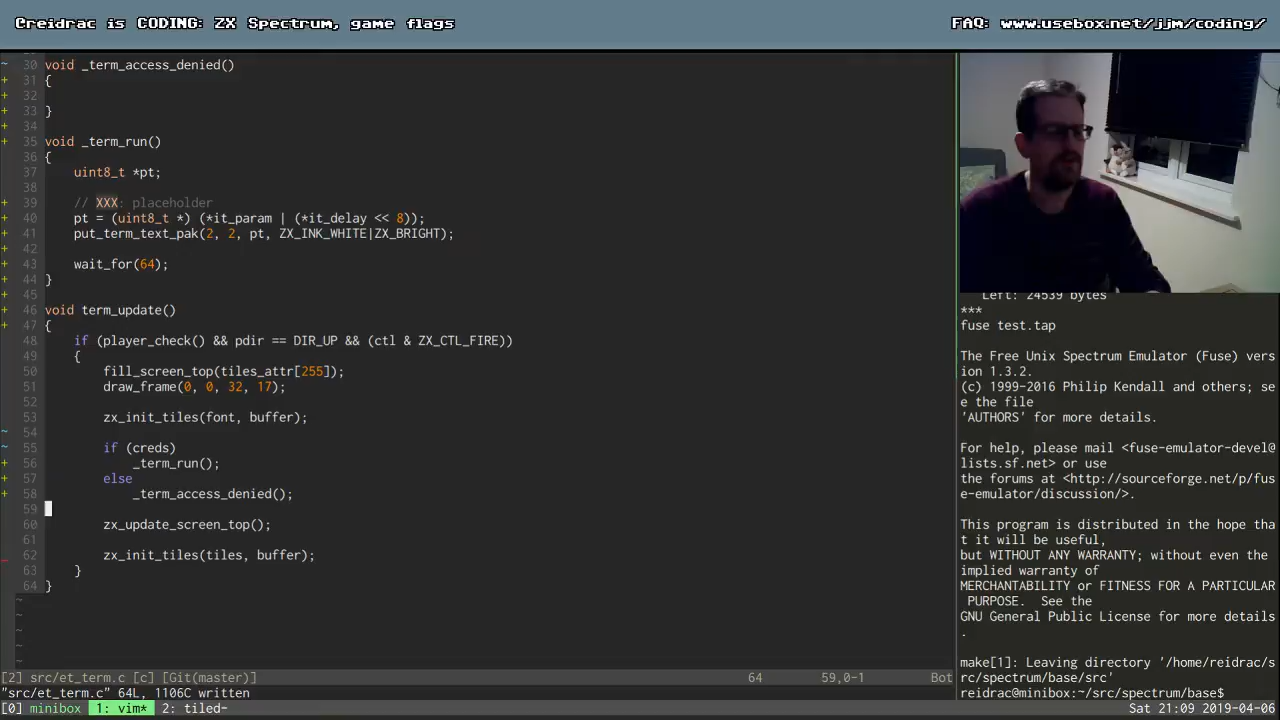 Creidrac is CODING: ZX Spectrum, game flags
FAQ: www.usebox.net/jjm/coding/
~ 30 void _term_access_denied()
+ 31 {
+ 32
+ 33 }
+ 34
+ 35 void _term_run()
36 {
37 uint8_t *pt;
38
+ 39 // XXX: placeholder
+ 40 pt = (uint8_t *) (*it_param | (*it_delay << 8));
+ 41 put_term_text_pak(2, 2, pt, ZX_INK_WHITE|ZX_BRIGHT);
+ 42
+ 43 wait_for(64);
+ 44 }
+ 45
+ 46 void term_update()
+ 47 {
48 if (player_check() && pdir == DIR_UP && (ctl & ZX_CTL_FIRE))
49 {
50 fill_screen_top(tiles_attr[255]);
51 draw_frame(0, 0, 32, 17);
52
53 zx_init_tiles(font, buffer);
~ 54
~ 55 if (creds)
+ 56 _term_run();
+ 57 else
+ 58 _term_access_denied();
59
60 zx_update_screen_top();
61
_ 62 zx_init_tiles(tiles, buffer);
63 }
64 }
~
~
~
~
~
[2] src/et_term.c [c] [Git(master)] 64 59,0-1 Bot
"src/et_term.c" 64L, 1106C written
Left: 24539 bytes
***
fuse test.tap
The Free Unix Spectrum Emulator (Fuse) vers
ion 1.3.2.
(c) 1999-2016 Philip Kendall and others; se
e the file
'AUTHORS' for more details.
For help, please mail <fuse-emulator-devel@
lists.sf.net> or use
the forums at <http://sourceforge.net/p/fus
e-emulator/discussion/>.
This program is distributed in the hope tha
t it will be useful,
but WITHOUT ANY WARRANTY; without even the
implied warranty of
MERCHANTABILITY or FITNESS FOR A PARTICULAR
PURPOSE. See the
GNU General Public License for more details
.
make[1]: Leaving directory '/home/reidrac/s
rc/spectrum/base/src'
reidrac@minibox:~/src/spectrum/base$
[0] minibox 1: vim* 2: tiled- Sat 21:09 2019-04-06